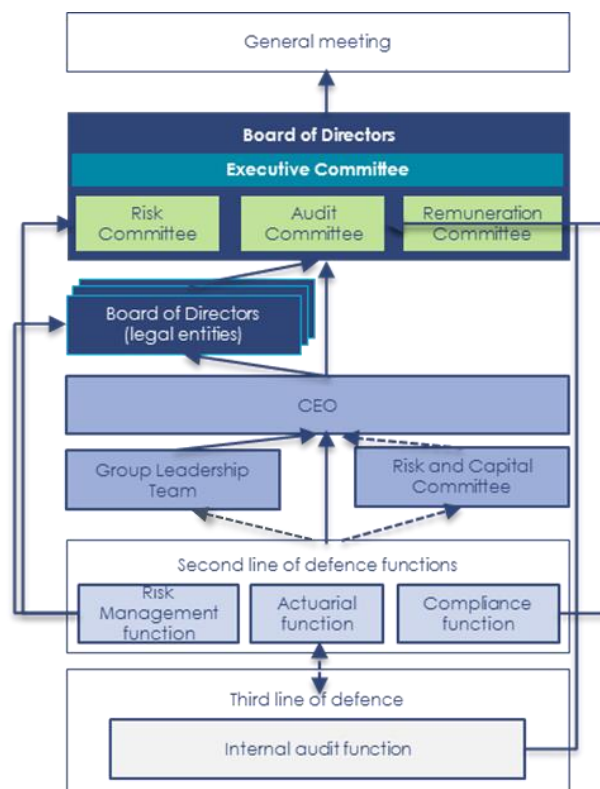 General meeting
Board of Directors
Executive Committee
Risk
Committee
Audit
Committee
Remuneration
Committee
Board of Directors
(legal entities)
CEO
Group Leadership
Team
Risk and Capital
Committee
Second line of defence functions
Risk
Management
function
Actuarial
function
Compliance
function
Third line of defence
Internal audit function